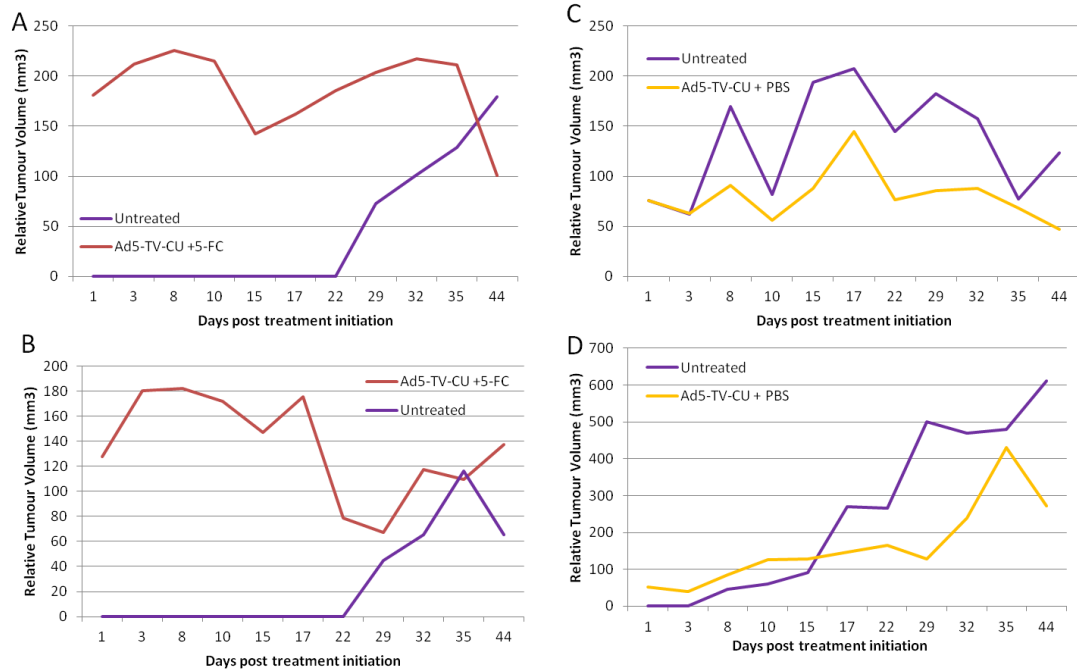 A
Relative Tumour Volume (mm3)
250
200
150
100
50
0
Untreated
Ad5-TV-CU +5-FC
1 3 8 10 15 17 22 29 32 35 44
Days post treatment initiation
B
Relative Tumour Volume (mm3)
200
180
160
140
120
100
80
60
40
20
0
Ad5-TV-CU +5-FC
Untreated
1 3 8 10 15 17 22 29 32 35 44
Days post treatment initiation
C
Relative Tumour Volume (mm3)
250
200
150
100
50
0
Untreated
Ad5-TV-CU + PBS
1 3 8 10 15 17 22 29 32 35 44
Days post treatment initiation
D
Relative Tumour Volume (mm3)
700
600
500
400
300
200
100
0
Untreated
Ad5-TV-CU + PBS
1 3 8 10 15 17 22 29 32 35 44
Days post treatment initiation